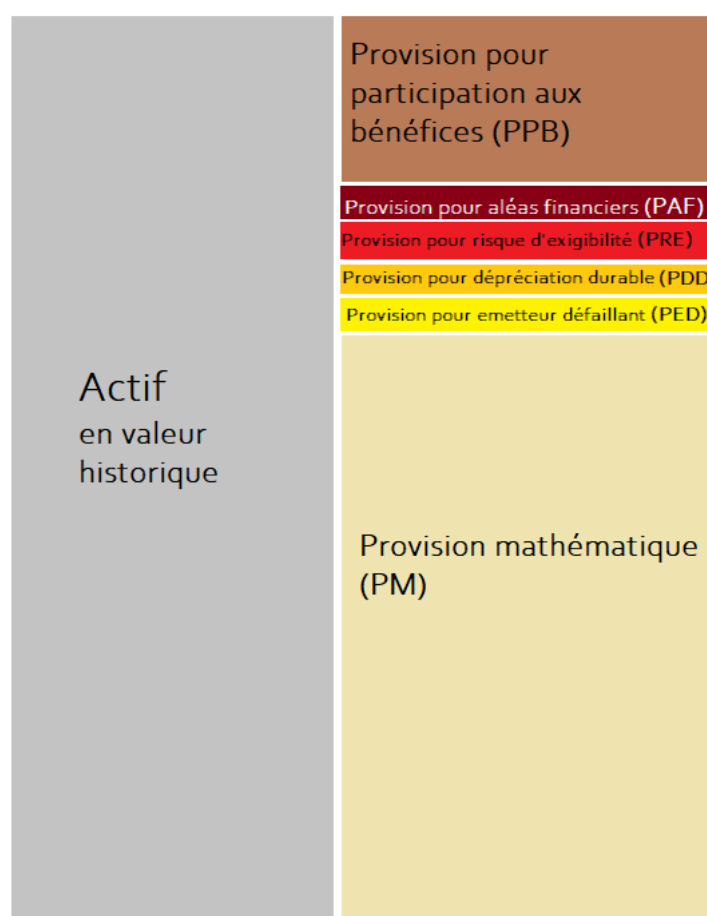 Actif
en valeur
historique
Provision pour
participation aux
bénéfices (PPB)
Provision pour aléas financiers (PAF)
Provision pour risque d'exigibilité (PRE)
Provision pour dépréciation durable (PDD
Provision pour emetteur défaillant (PED)
Provision mathématique
(PM)